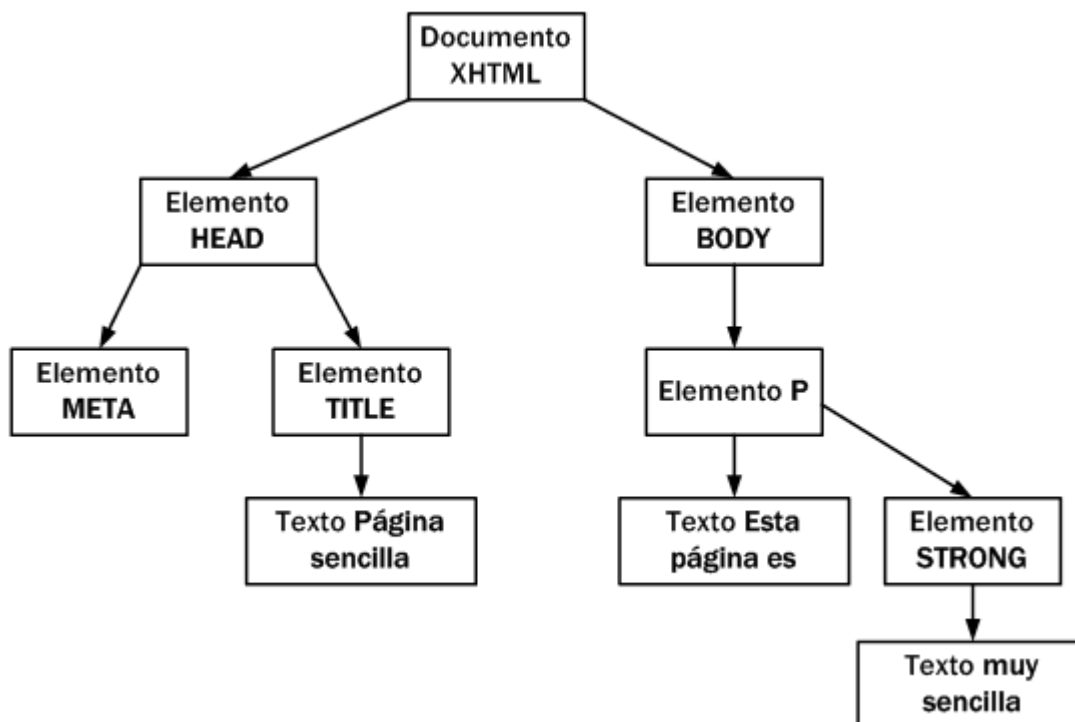 Documento
XHTML
Elemento
HEAD
Elemento
BODY
Elemento
META
Elemento
TITLE
Elemento P
Texto Página
sencilla
Texto Esta
página es
Elemento
STRONG
Texto muy
sencilla